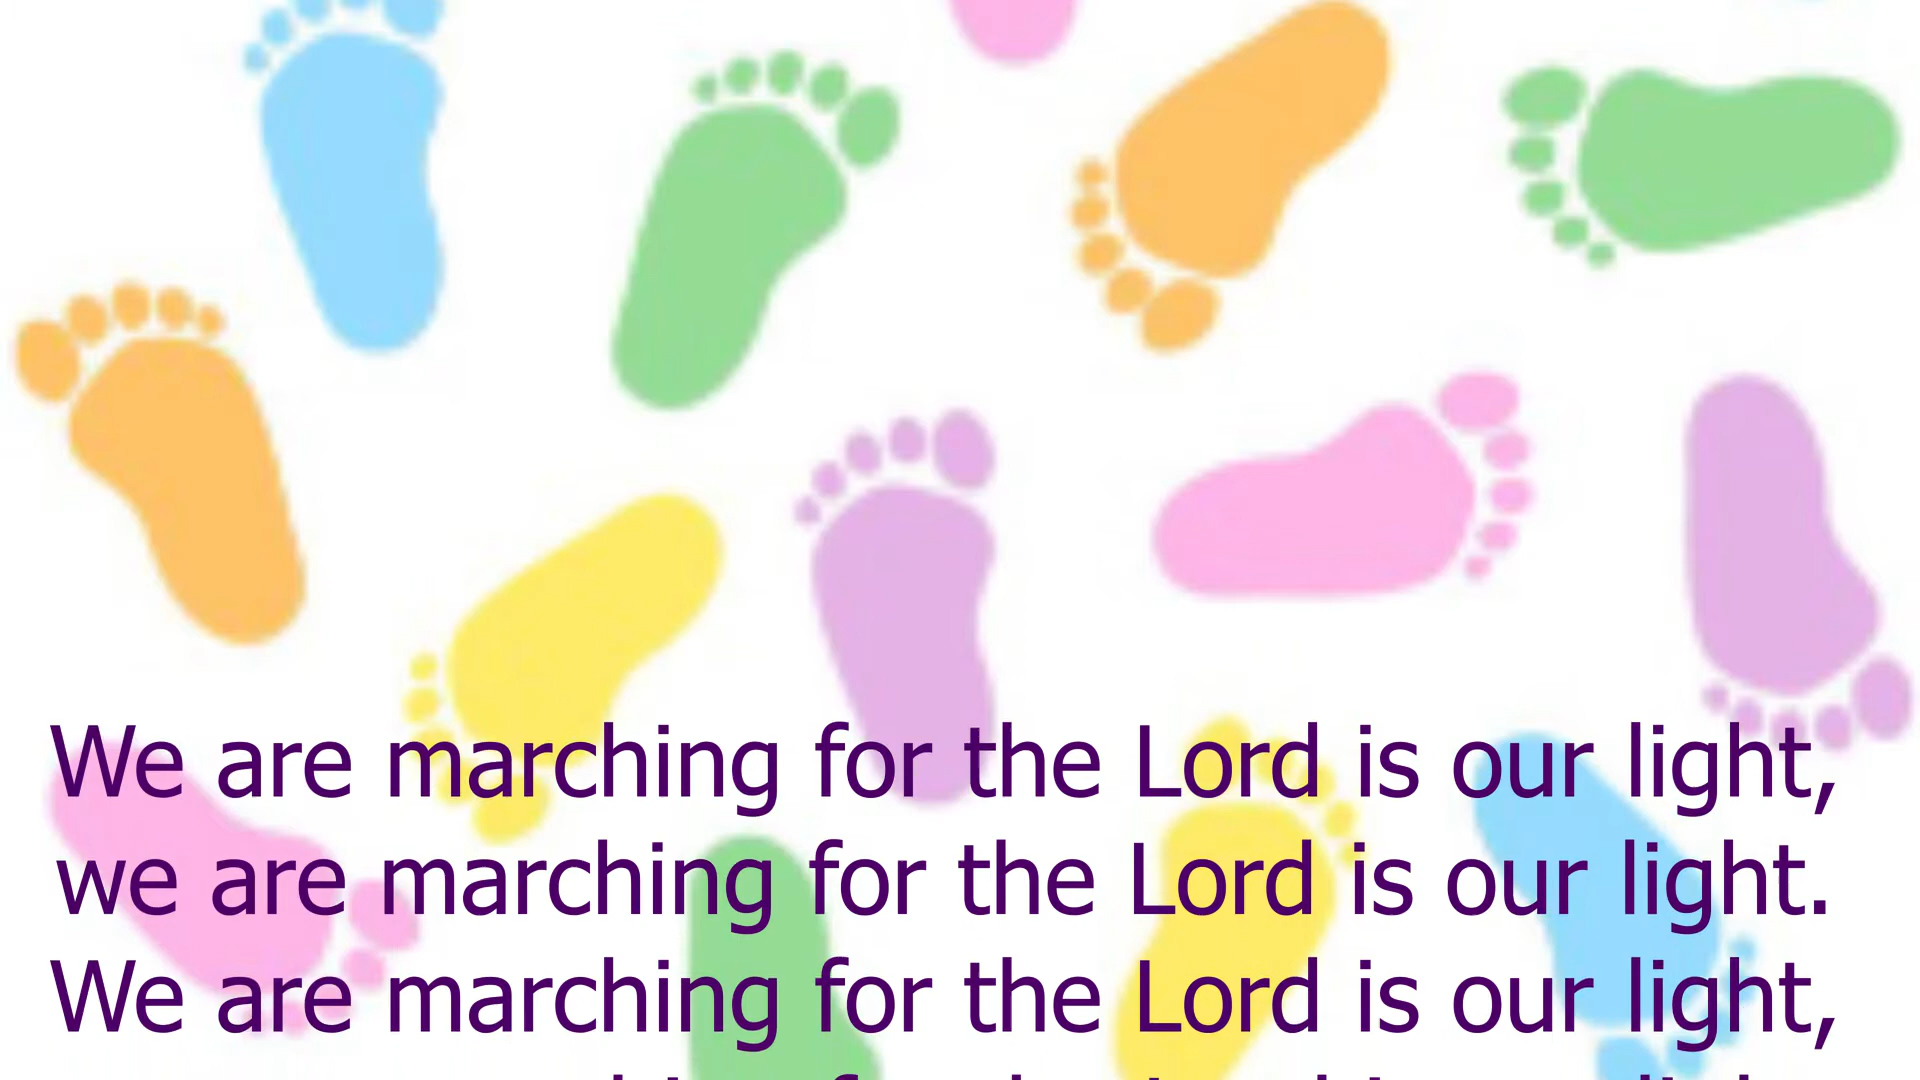 We are marching for the Lord is our light,
we are marching for the Lord is our light.
We are marching for the Lord is our light,